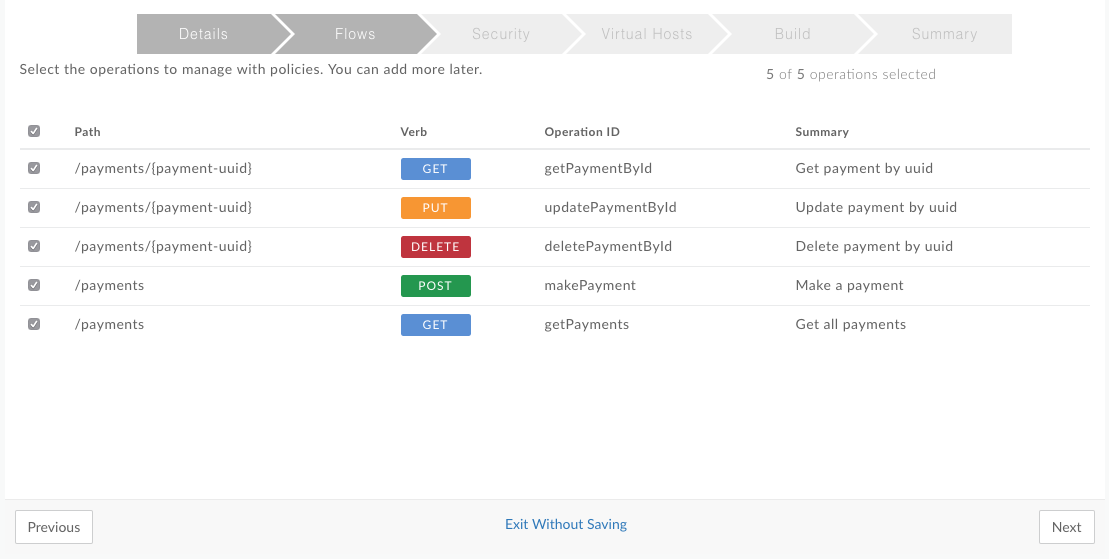 Details Flows Security Virtual Hosts Build Summary
Select the operations to manage with policies. You can add more later.
5 of 5 operations selected
Path Verb Operation ID Summary
/payments/{payment-uuid} GET getPaymentById Get payment by uuid
/payments/{payment-uuid} PUT updatePaymentById Update payment by uuid
/payments/{payment-uuid} DELETE deletePaymentById Delete payment by uuid
/payments POST makePayment Make a payment
/payments GET getPayments Get all payments
Previous Exit Without Saving Next